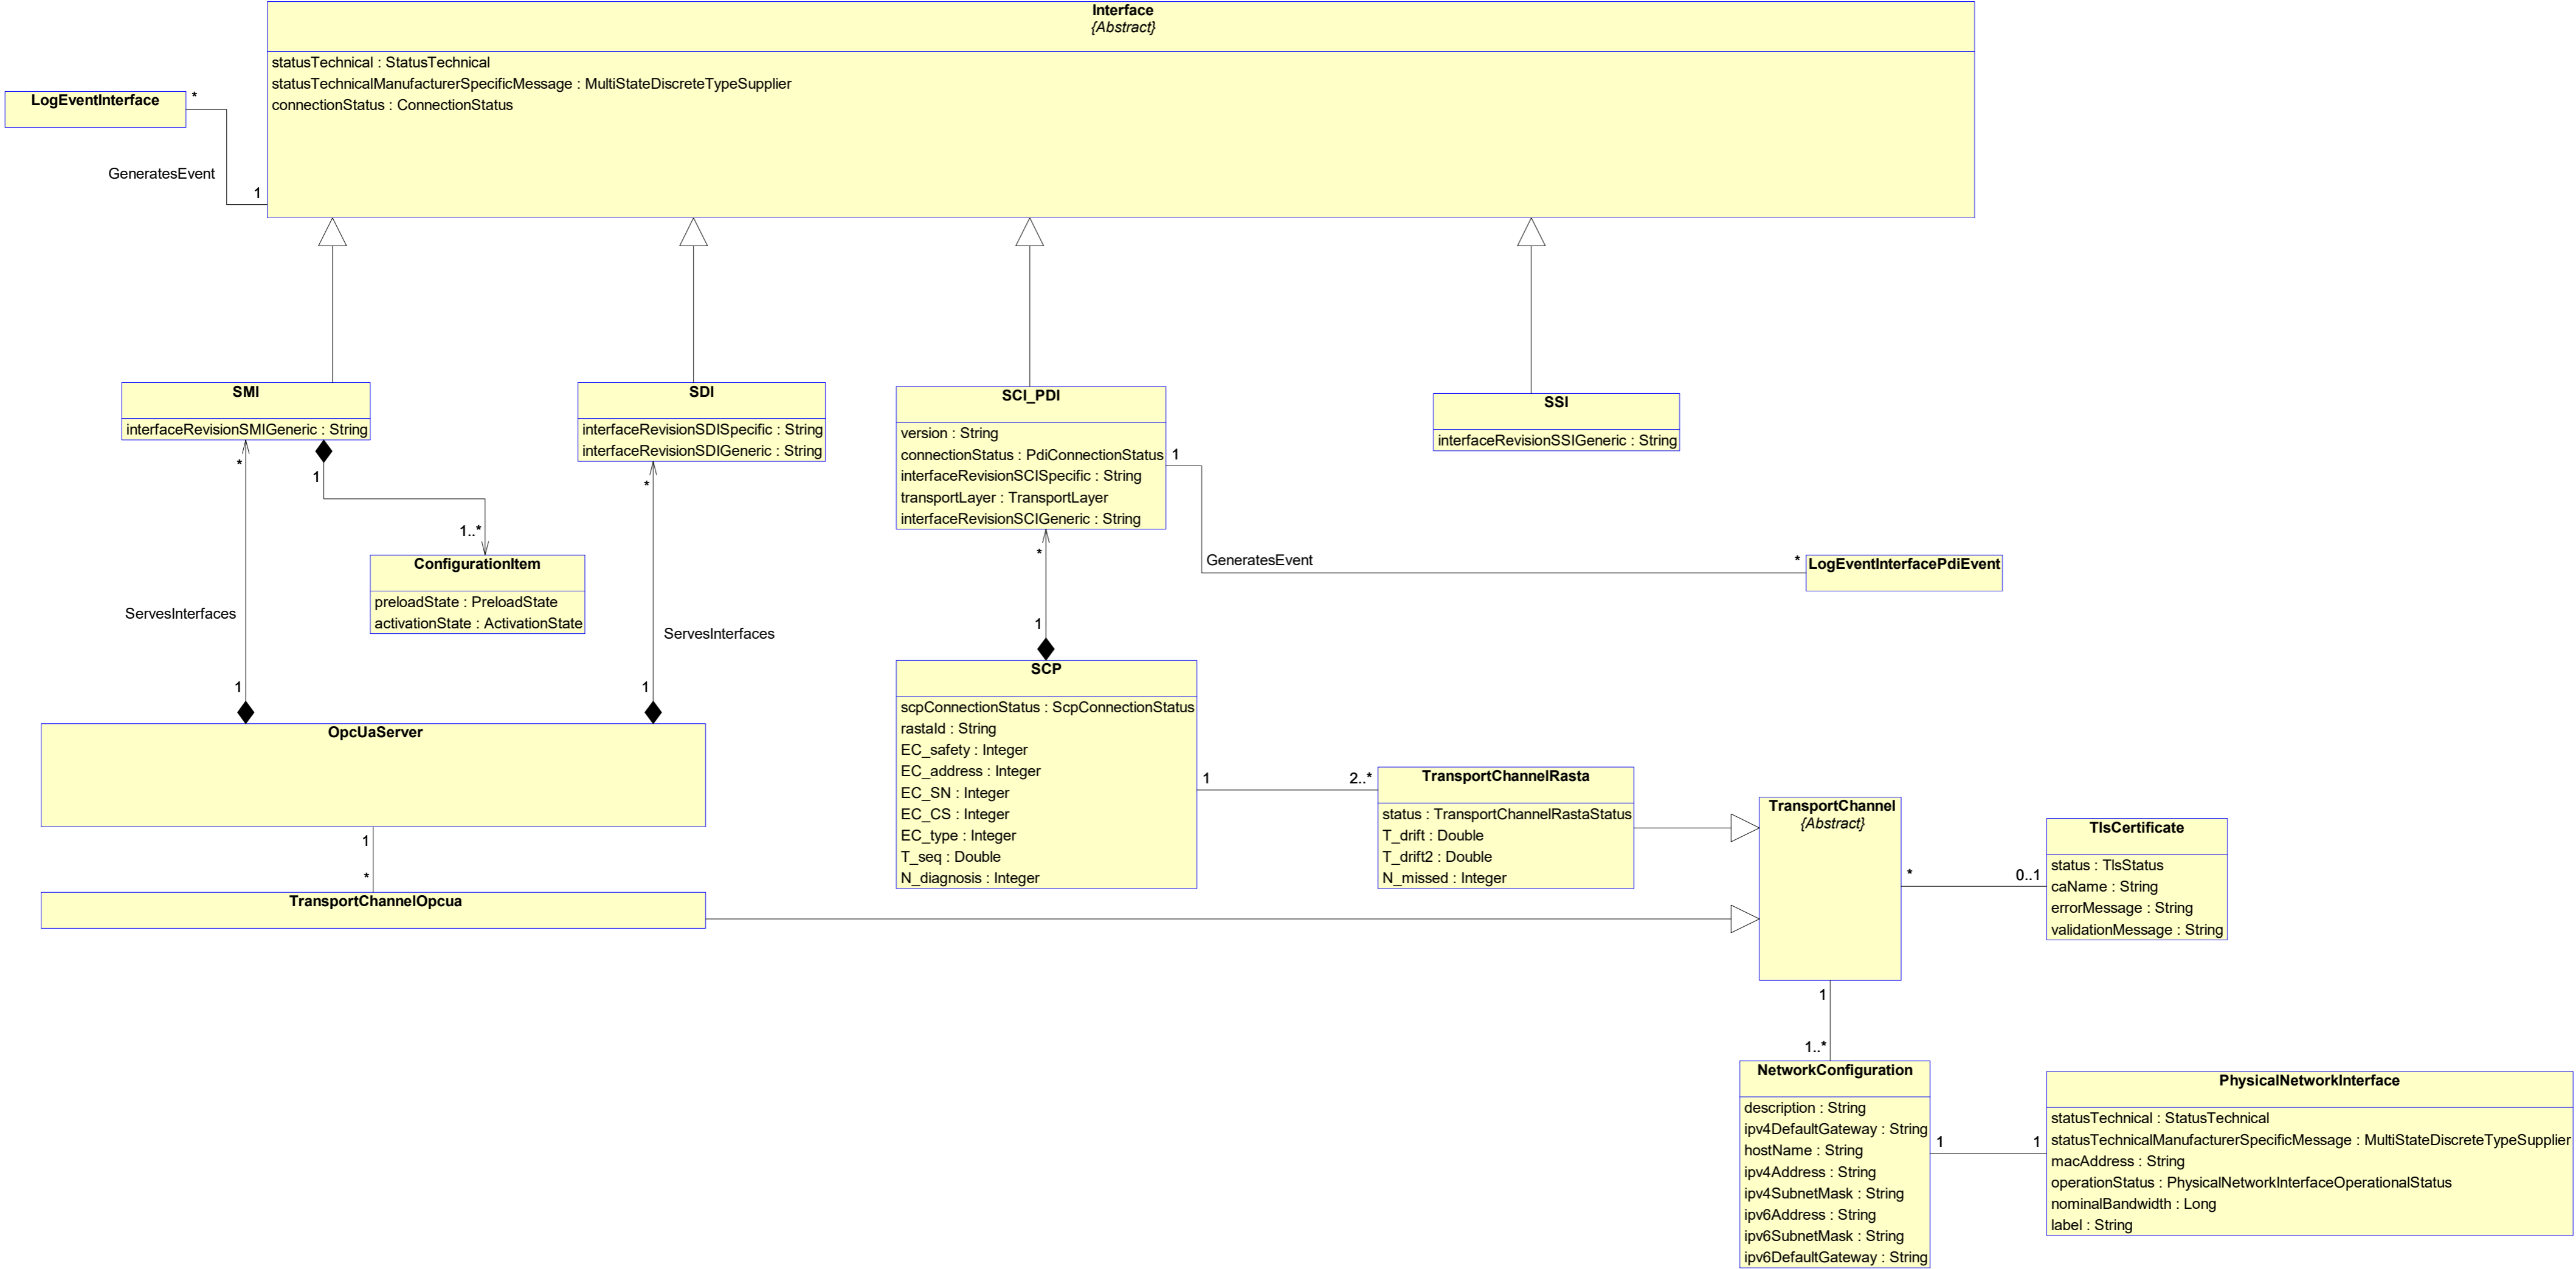 Interface
{Abstract}
statusTechnical : StatusTechnical
statusTechnicalManufacturerSpecificMessage : MultiStateDiscreteTypeSupplier
connectionStatus : ConnectionStatus
LogEventInterface
*
GeneratesEvent
1
SMI
interfaceRevisionSMIGeneric : String
SDI
interfaceRevisionSDISpecific : String
interfaceRevisionSDIGeneric : String
SCI_PDI
version : String
connectionStatus : PdiConnectionStatus
interfaceRevisionSCISpecific : String
transportLayer : TransportLayer
interfaceRevisionSCIGeneric : String
SSI
interfaceRevisionSSIGeneric : String
*
1
1..*
*
1
*
ConfigurationItem
preloadState : PreloadState
activationState : ActivationState
GeneratesEvent
*
LogEventInterfacePdiEvent
ServesInterfaces
ServesInterfaces
1
1
1
SCP
scpConnectionStatus : ScpConnectionStatus
rastaId : String
EC_safety : Integer
EC_address : Integer
EC_SN : Integer
EC_CS : Integer
EC_type : Integer
T_seq : Double
N_diagnosis : Integer
OpcUaServer
1
*
TransportChannelOpcua
1
2..*
TransportChannelRasta
status : TransportChannelRastaStatus
T_drift : Double
T_drift2 : Double
N_missed : Integer
TransportChannel
{Abstract}
*
0..1
TlsCertificate
status : TlsStatus
caName : String
errorMessage : String
validationMessage : String
1
1..*
NetworkConfiguration
description : String
ipv4DefaultGateway : String
hostName : String
ipv4Address : String
ipv4SubnetMask : String
ipv6Address : String
ipv6SubnetMask : String
ipv6DefaultGateway : String
1
1
PhysicalNetworkInterface
statusTechnical : StatusTechnical
statusTechnicalManufacturerSpecificMessage : MultiStateDiscreteTypeSupplier
macAddress : String
operationStatus : PhysicalNetworkInterfaceOperationalStatus
nominalBandwidth : Long
label : String